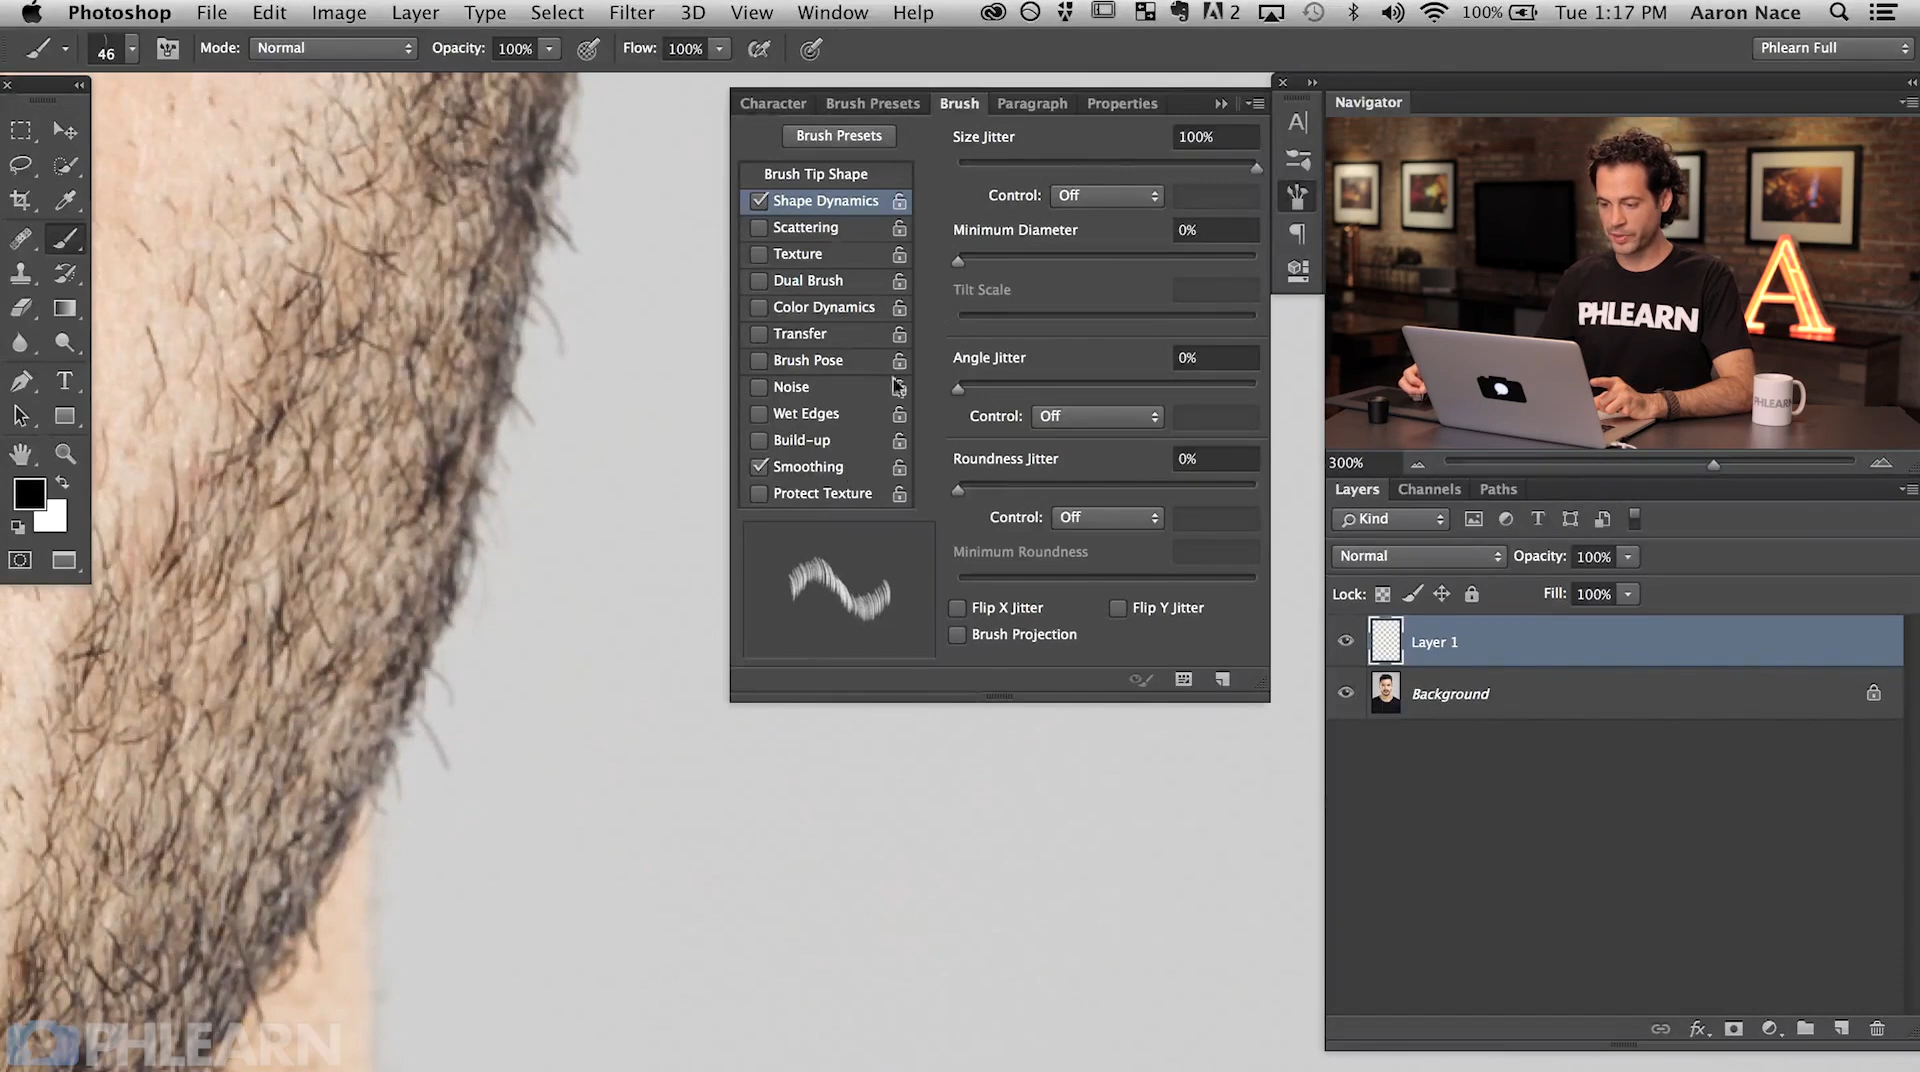 Photoshop File Edit Image Layer Type Select Filter 3D View Window Help 2 100% Tue 1:17 PM Aaron Nace
46 Mode: Normal Opacity: 100% Flow: 100% Phlearn Full
Character Brush Presets Brush Paragraph Properties
Brush Presets
Brush Tip Shape
Shape Dynamics
Scattering
Texture
Dual Brush
Color Dynamics
Transfer
Brush Pose
Noise
Wet Edges
Build-up
Smoothing
Protect Texture
Size Jitter 100%
Control: Off
Minimum Diameter 0%
Tilt Scale
Angle Jitter 0%
Control: Off
Roundness Jitter 0%
Control: Off
Minimum Roundness
Flip X Jitter Flip Y Jitter
Brush Projection
Navigator
PHLEARN
A
PHLEARN
300%
Layers Channels Paths
Kind
Normal Opacity: 100%
Lock: Fill: 100%
Layer 1
Background
PHLEARN